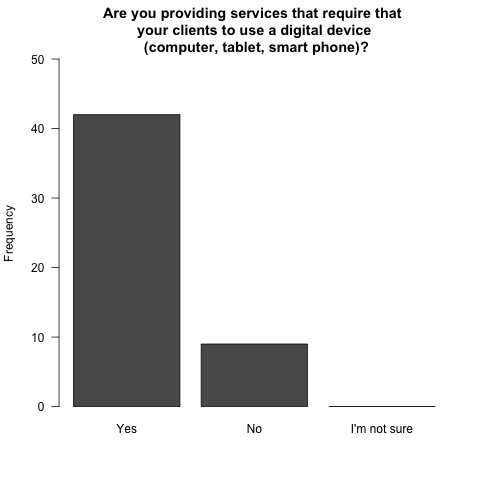 Are you providing services that require that
your clients to use a digital device
(computer, tablet, smart phone)?
50
40
30
20
10
0
Frequency
Yes
No
I'm not sure